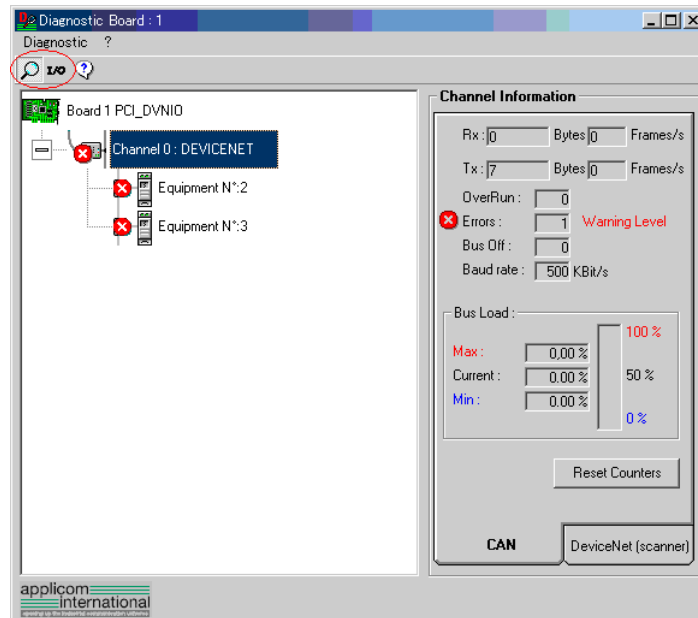 Diagnostic Board : 1
Diagnostic ?
I/O
Board 1 PCI_DVNIO
Channel 0 : DEVICENET
Equipment N°:2
Equipment N°:3
Channel Information
Rx : 0 Bytes 0 Frames/s
Tx : 7 Bytes 0 Frames/s
OverRun : 0
Errors : 1 Warning Level
Bus Off : 0
Baud rate : 500 KBit/s
Bus Load :
100 %
Max : 0,00 %
Current : 0.00 % 50 %
Min : 0.00 %
0 %
Reset Counters
CAN DeviceNet (scanner)
applicom
international